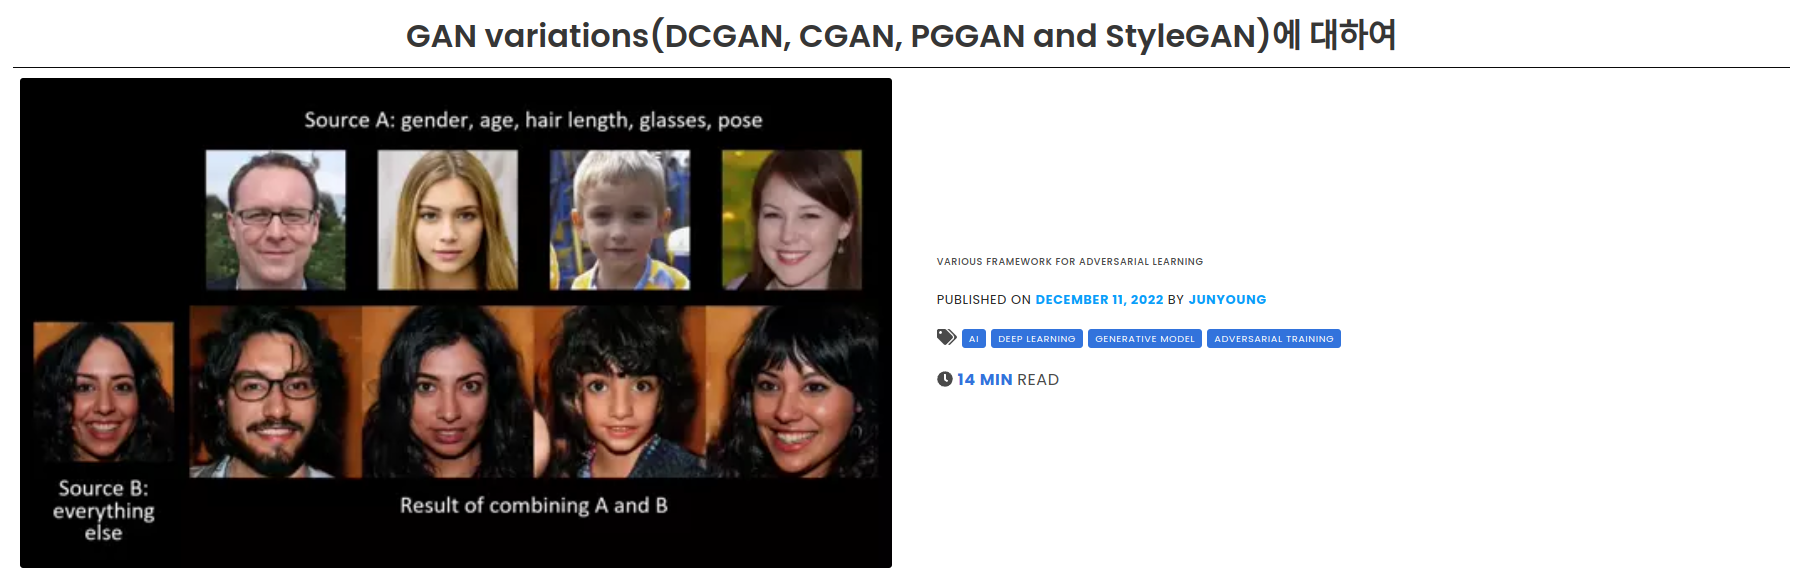 GAN variations(DCGAN, CGAN, PGGAN and StyleGAN)에 대하여
Source A: gender, age, hair length, glasses, pose
Source B:
everything
else
Result of combining A and B
VARIOUS FRAMEWORK FOR ADVERSARIAL LEARNING
PUBLISHED ON DECEMBER 11, 2022 BY JUNYOUNG
AI DEEP LEARNING GENERATIVE MODEL ADVERSARIAL TRAINING
14 MIN READ